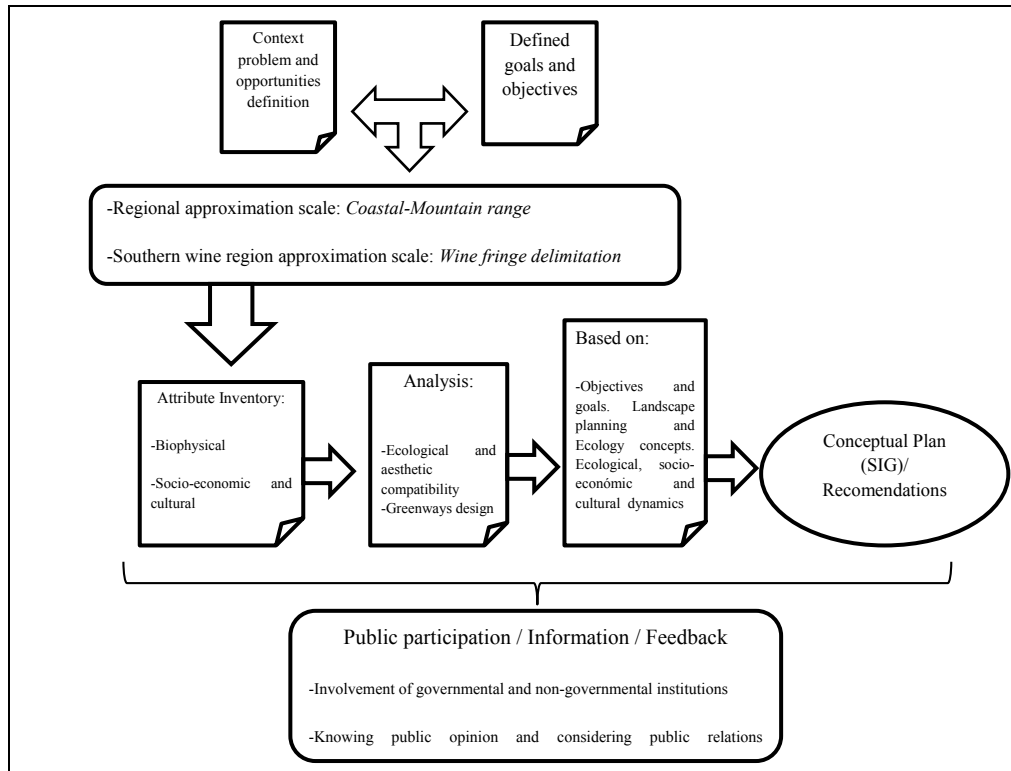 Context
problem and
opportunities
definition
Defined
goals and
objectives
-Regional approximation scale: Coastal-Mountain range
-Southern wine region approximation scale: Wine fringe delimitation
Attribute Inventory:
-Biophysical
-Socio-economic and
cultural
Analysis:
-Ecological and
aesthetic
compatibility
-Greenways design
Based on:
-Objectives and
goals. Landscape
planning and
Ecology concepts.
Ecological, socio-
económic and
cultural dynamics
Conceptual Plan
(SIG)/
Recomendations
Public participation / Information / Feedback
-Involvement of governmental and non-governmental institutions
-Knowing public opinion and considering public relations